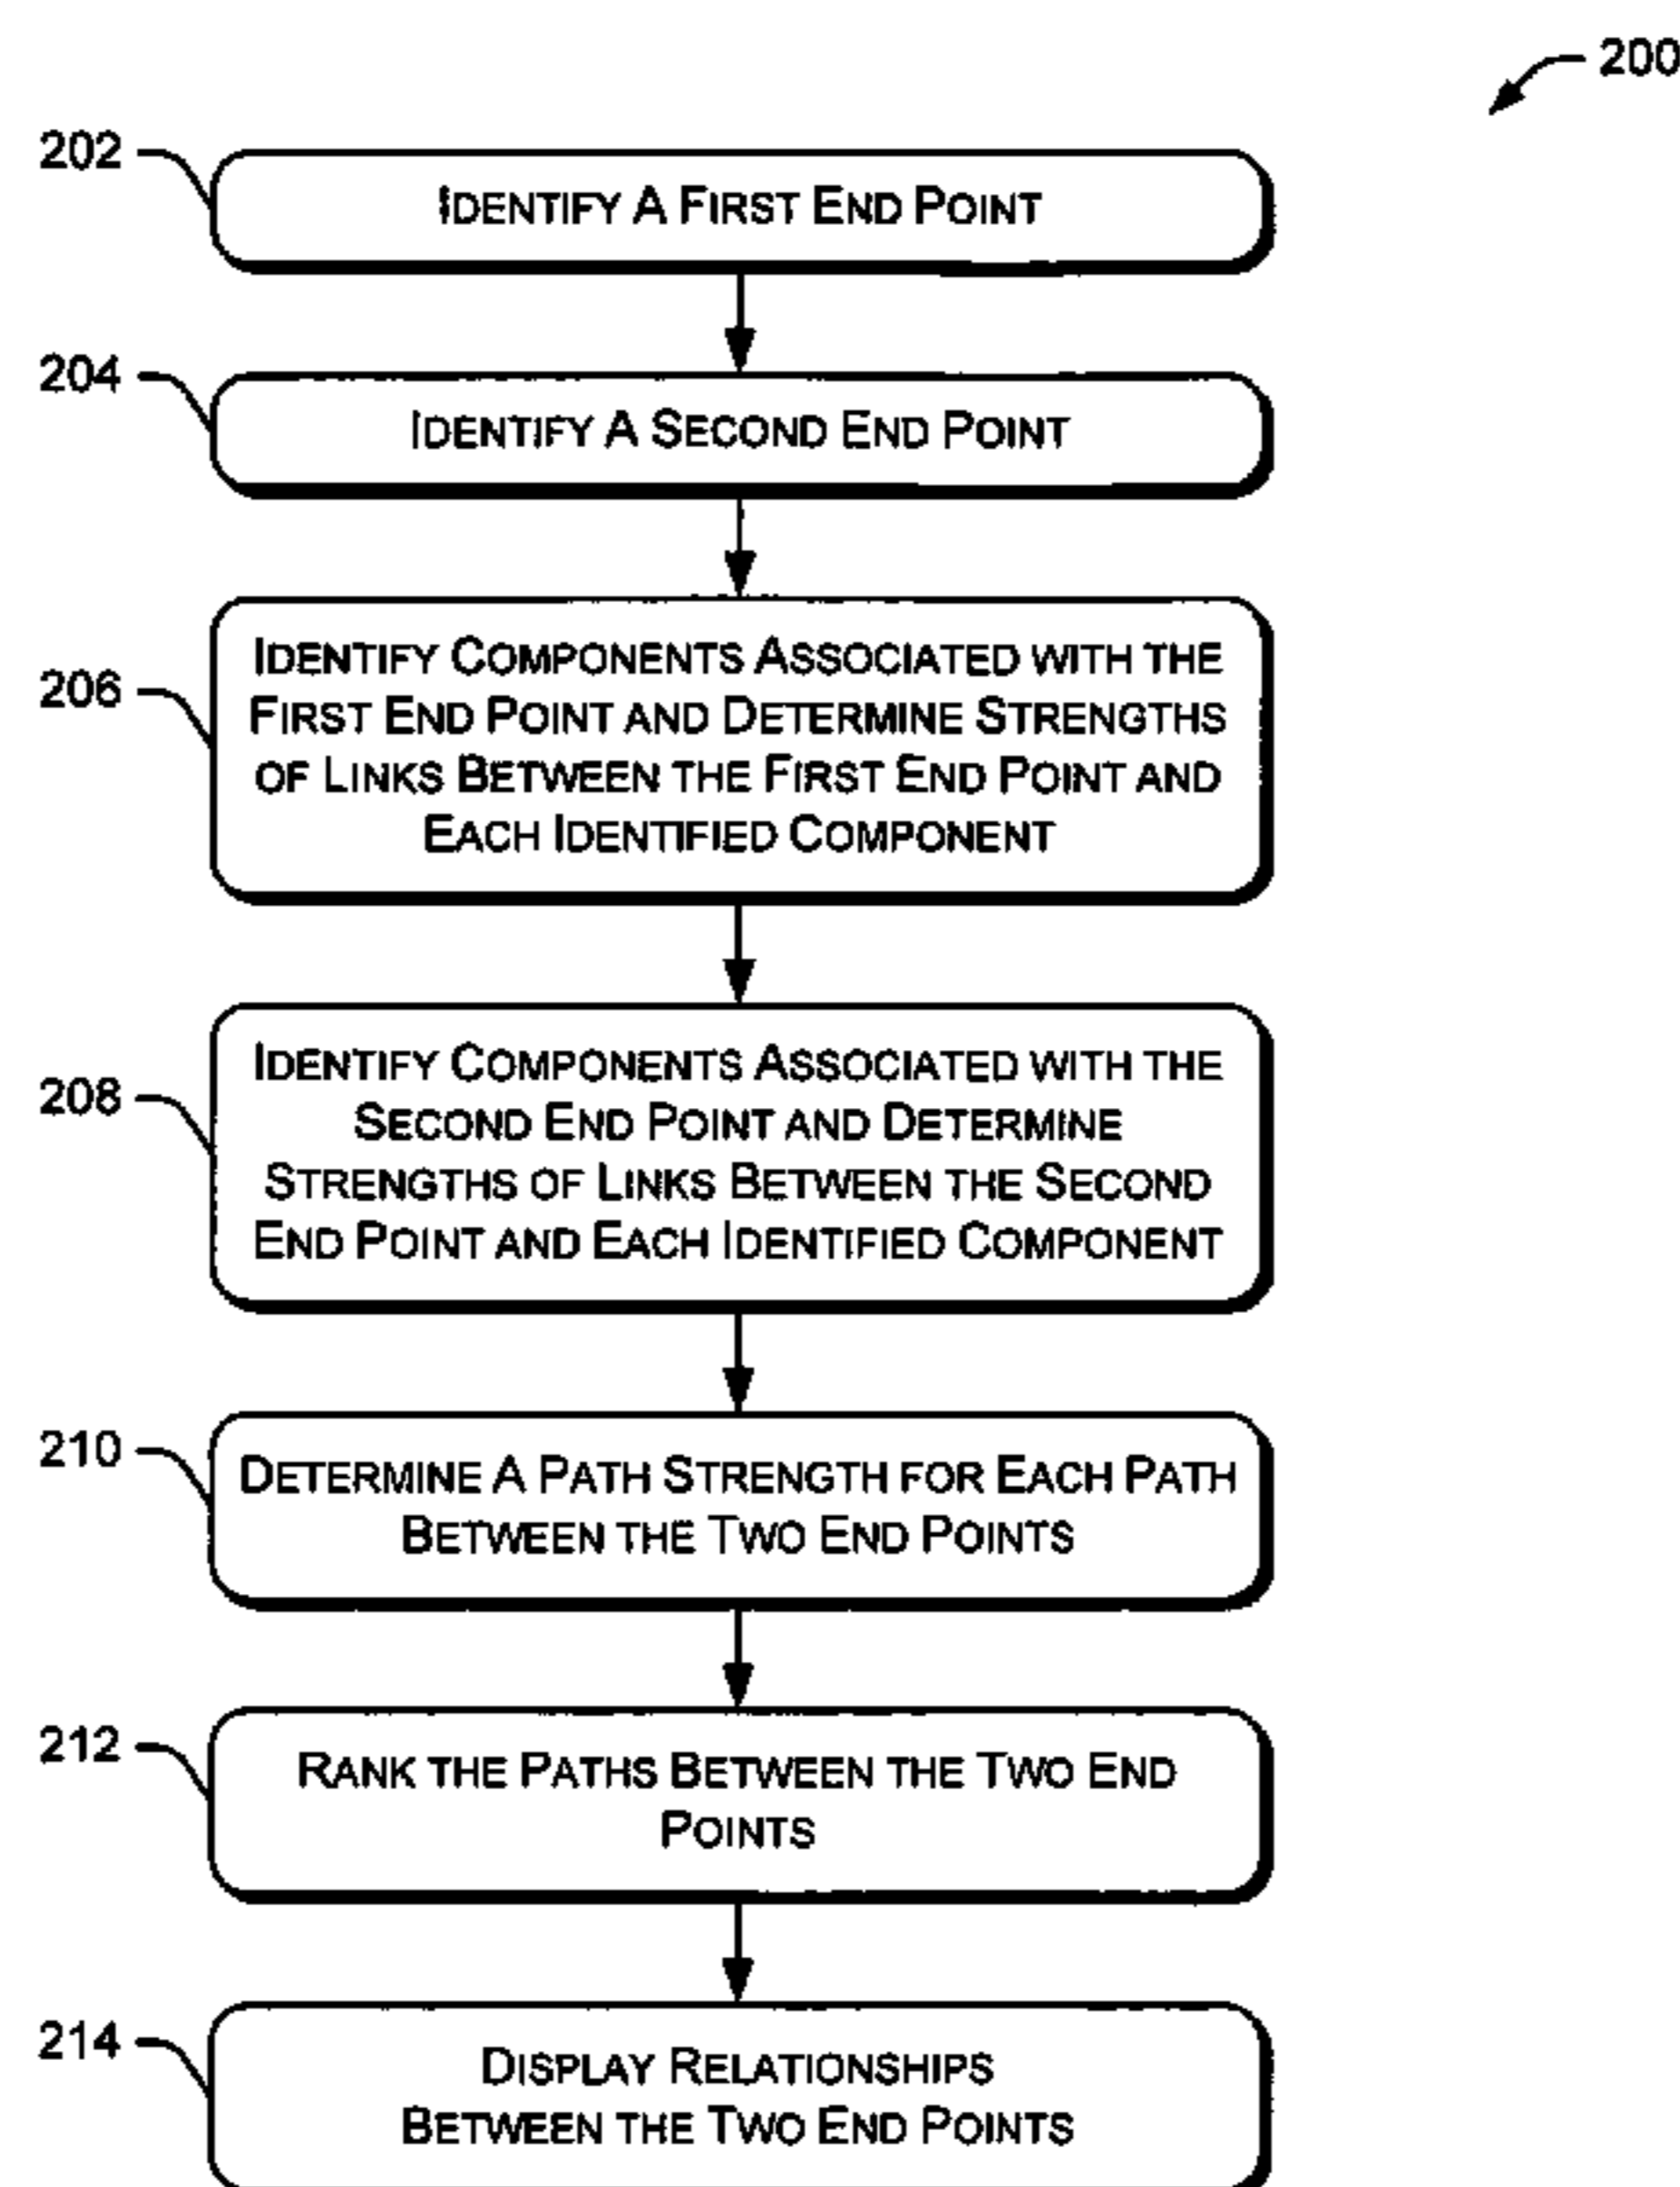 200
202
IDENTIFY A FIRST END POINT
204
IDENTIFY A SECOND END POINT
206
IDENTIFY COMPONENTS ASSOCIATED WITH THE
FIRST END POINT AND DETERMINE STRENGTHS
OF LINKS BETWEEN THE FIRST END POINT AND
EACH IDENTIFIED COMPONENT
208
IDENTIFY COMPONENTS ASSOCIATED WITH THE
SECOND END POINT AND DETERMINE
STRENGTHS OF LINKS BETWEEN THE SECOND
END POINT AND EACH IDENTIFIED COMPONENT
210
DETERMINE A PATH STRENGTH FOR EACH PATH
BETWEEN THE TWO END POINTS
212
RANK THE PATHS BETWEEN THE TWO END
POINTS
214
DISPLAY RELATIONSHIPS
BETWEEN THE TWO END POINTS